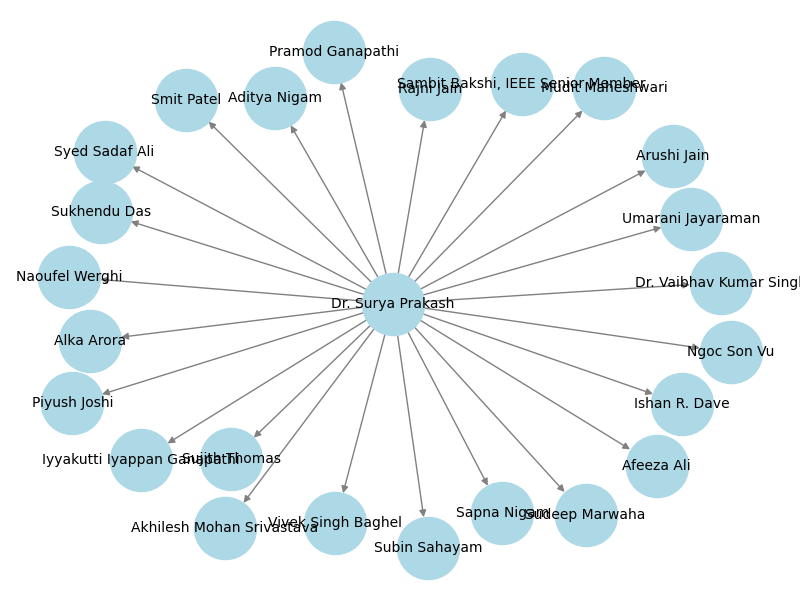 Pramod Ganapathi
Sambit Bakshi, IEEE Senior Member
Rajni Jain
Mudit Maheshwari
Smit Patel
Aditya Nigam
Syed Sadaf Ali
Arushi Jain
Sukhendu Das
Umarani Jayaraman
Naoufel Werghi
Dr. Vaibhav Kumar Singh
Dr. Surya Prakash
Alka Arora
Ngoc Son Vu
Piyush Joshi
Ishan R. Dave
Iyyakutti Iyappan Ganapathi
Sujith Thomas
Afeeza Ali
Akhilesh Mohan Srivastava
Vivek Singh Baghel
Sapna Nigam
Sudeep Marwaha
Subin Sahayam